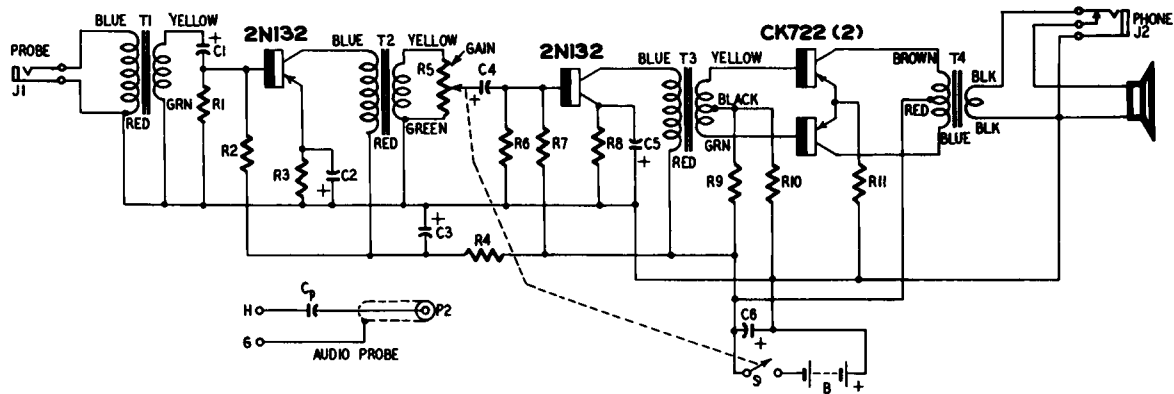 PROBE
J1
BLUE
T1
YELLOW
+
C1
GRN
RED
R1
2N132
R2
R3
C2
+
BLUE
T2
YELLOW
GAIN
R5
GREEN
RED
+
C3
R4
C4
+
2N132
R6
R7
R8
C5
+
BLUE
T3
YELLOW
BLACK
GRN
RED
R9
R10
CK722 (2)
R11
BROWN
T4
RED
BLUE
BLK
BLK
PHONE
J2
H
Cp
P2
G
AUDIO PROBE
C6
+
S
B
+